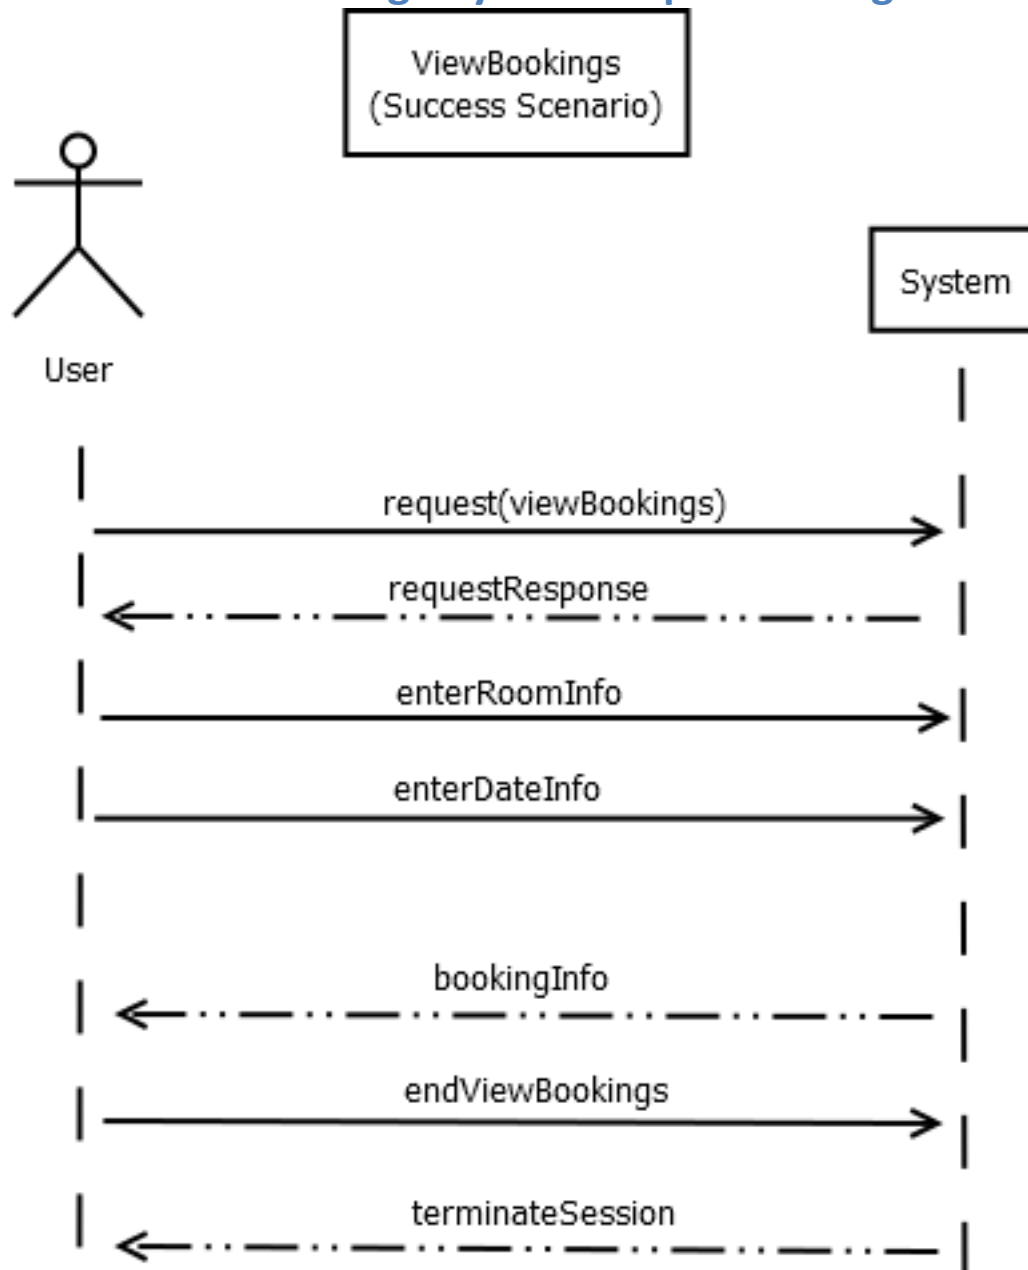 ViewBookings
(Success Scenario)
System
User
request(viewBookings)
requestResponse
enterRoomInfo
enterDateInfo
bookingInfo
endViewBookings
terminateSession